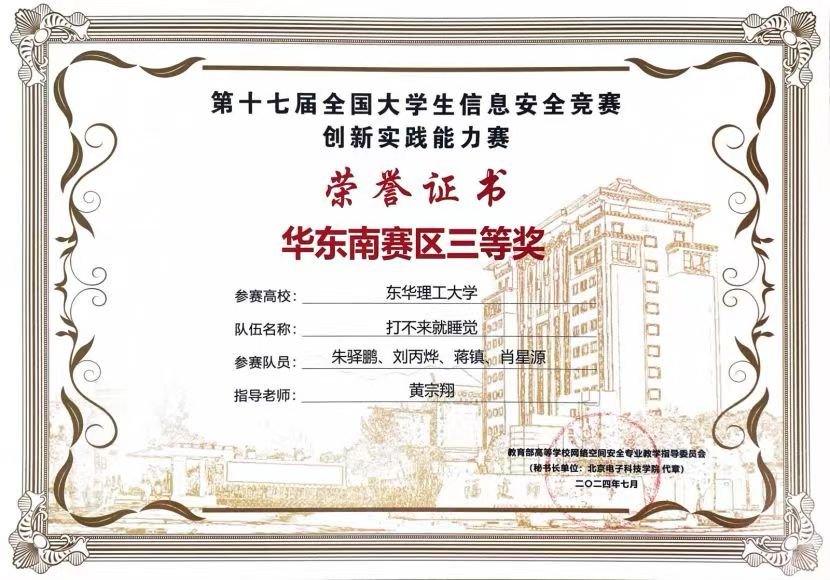 第十七届全国大学生信息安全竞赛
创新实践能力赛
荣誉证书
华东南赛区三等奖
参赛高校：东华理工大学
队伍名称：打不来就睡觉
参赛队员：朱驿鹏、刘丙烨、蒋镇、肖星源
指导老师：黄宗翔
教育部高等学校网络空间安全专业教学指导委员会
（秘书长单位：北京电子科技学院 代章）
二〇二四年七月